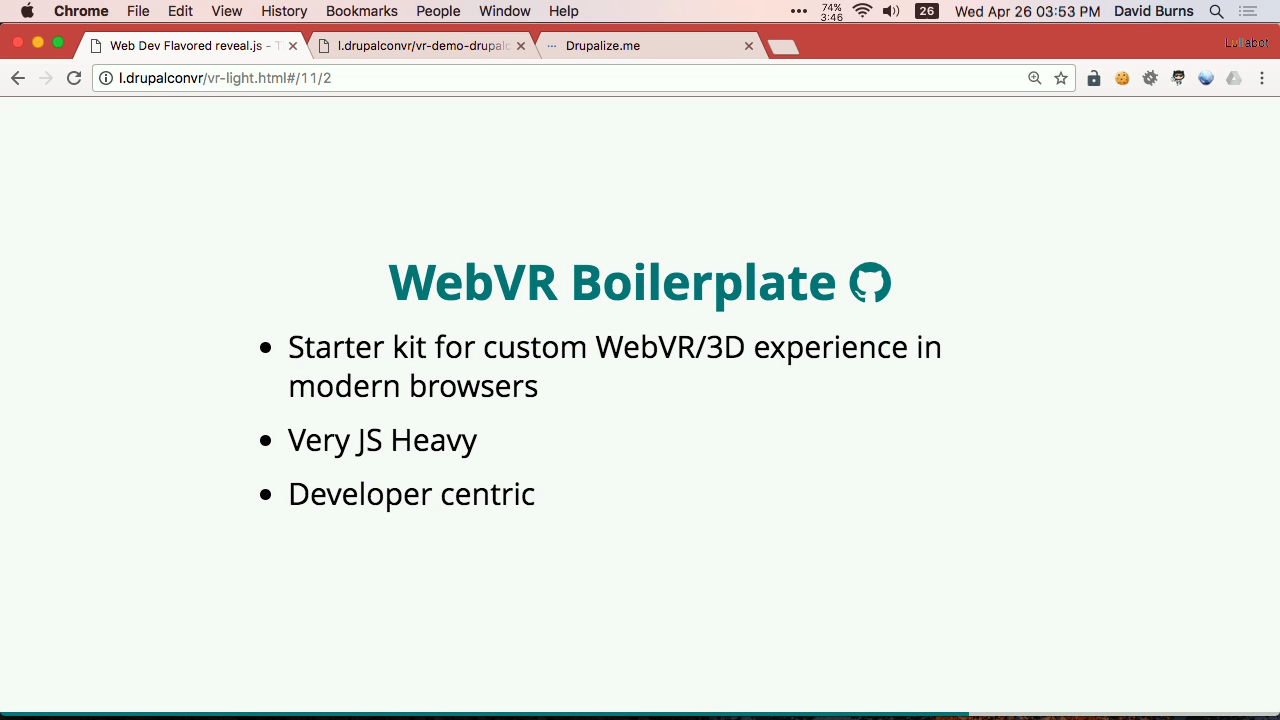 Chrome File Edit View History Bookmarks People Window Help ••• 74% 3:46 26 Wed Apr 26 03:53 PM David Burns
Web Dev Flavored reveal.js - T l.drupalconvr/vr-demo-drupalc Drupalize.me Lullabot
l.drupalconvr/vr-light.html#/11/2
WebVR Boilerplate
• Starter kit for custom WebVR/3D experience in
modern browsers
• Very JS Heavy
• Developer centric